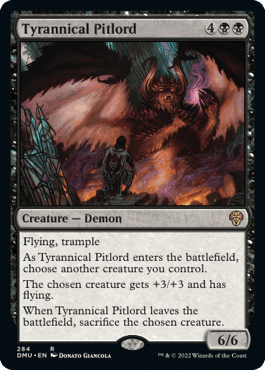 Tyrannical Pitlord 4
Creature — Demon
Flying, trample
As Tyrannical Pitlord enters the battlefield,
choose another creature you control.
The chosen creature gets +3/+3 and has
flying.
When Tyrannical Pitlord leaves the
battlefield, sacrifice the chosen creature.
6/6
284 R
DMU • EN Donato Giancola
™ & © 2022 Wizards of the Coast